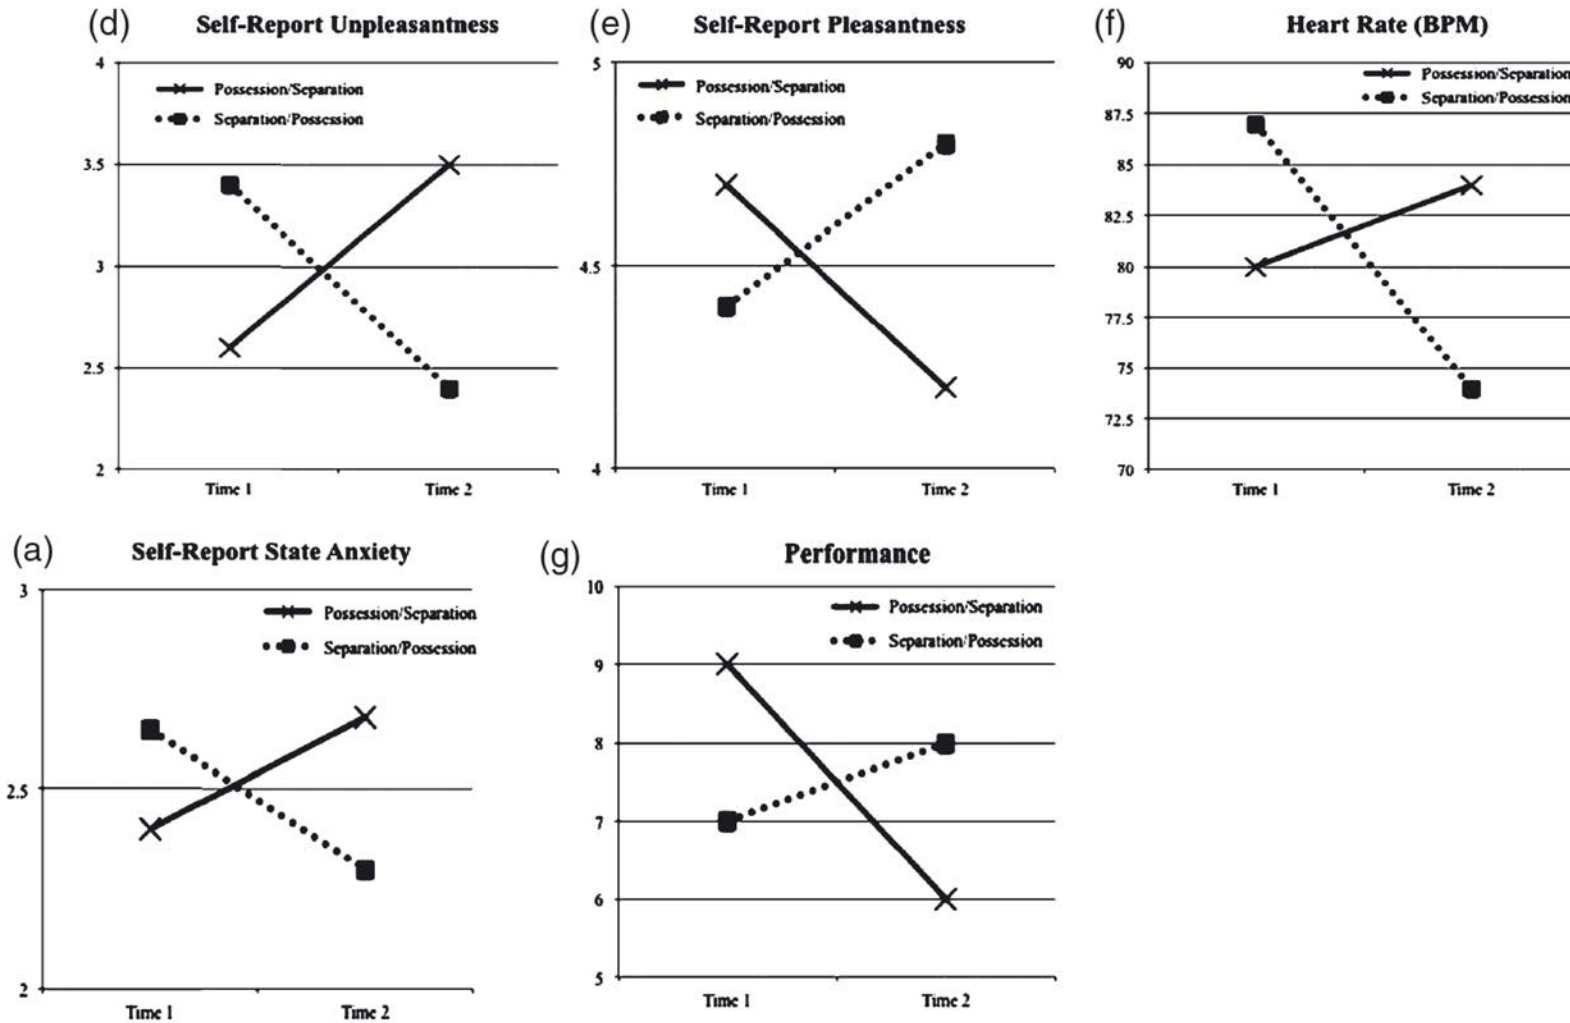 (d) Self-Report Unpleasantness
4
Possession/Separation
Separation/Possession
3.5
3
2.5
2
Time 1 Time 2
(e) Self-Report Pleasantness
5
Possession/Separation
Separation/Possession
4.5
4
Time 1 Time 2
(f) Heart Rate (BPM)
90
Possession/Separation
Separation/Possession
87.5
85
82.5
80
77.5
75
72.5
70
Time 1 Time 2
(a) Self-Report State Anxiety
3
Possession/Separation
Separation/Possession
2.5
2
Time 1 Time 2
(g) Performance
10
Possession/Separation
Separation/Possession
9
8
7
6
5
Time 1 Time 2